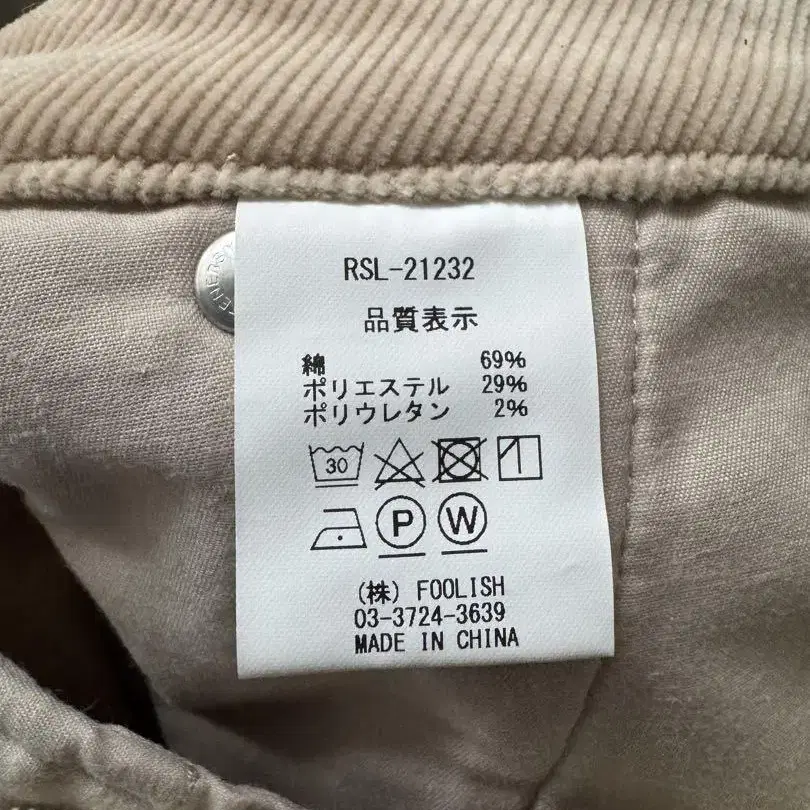 RSL-21232
品質表示
綿 69%
ポリエステル 29%
ポリウレタン 2%
30
P W
(株) FOOLISH
03-3724-3639
MADE IN CHINA